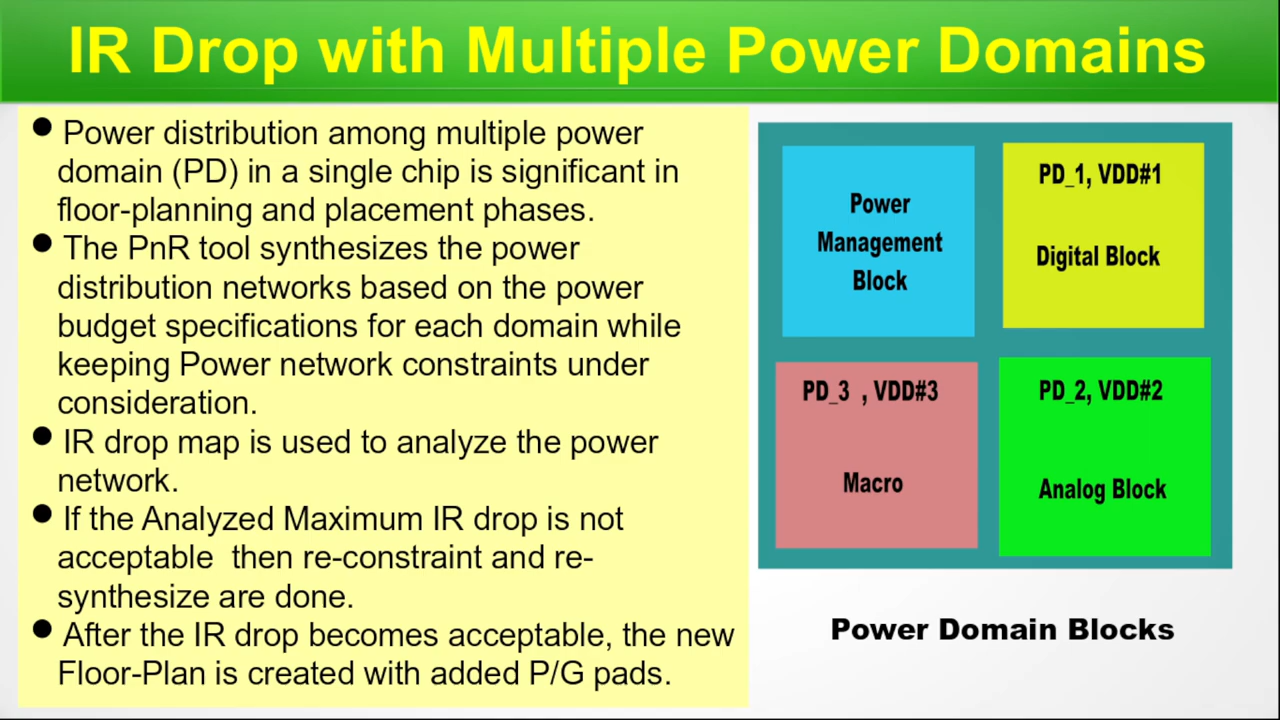 IR Drop with Multiple Power Domains
● Power distribution among multiple power
domain (PD) in a single chip is significant in
floor-planning and placement phases.
● The PnR tool synthesizes the power
distribution networks based on the power
budget specifications for each domain while
keeping Power network constraints under
consideration.
● IR drop map is used to analyze the power
network.
● If the Analyzed Maximum IR drop is not
acceptable  then re-constraint and re-
synthesize are done.
● After the IR drop becomes acceptable, the new
Floor-Plan is created with added P/G pads.
Power
Management
Block
PD_1, VDD#1
Digital Block
PD_3  , VDD#3
Macro
PD_2, VDD#2
Analog Block
Power Domain Blocks